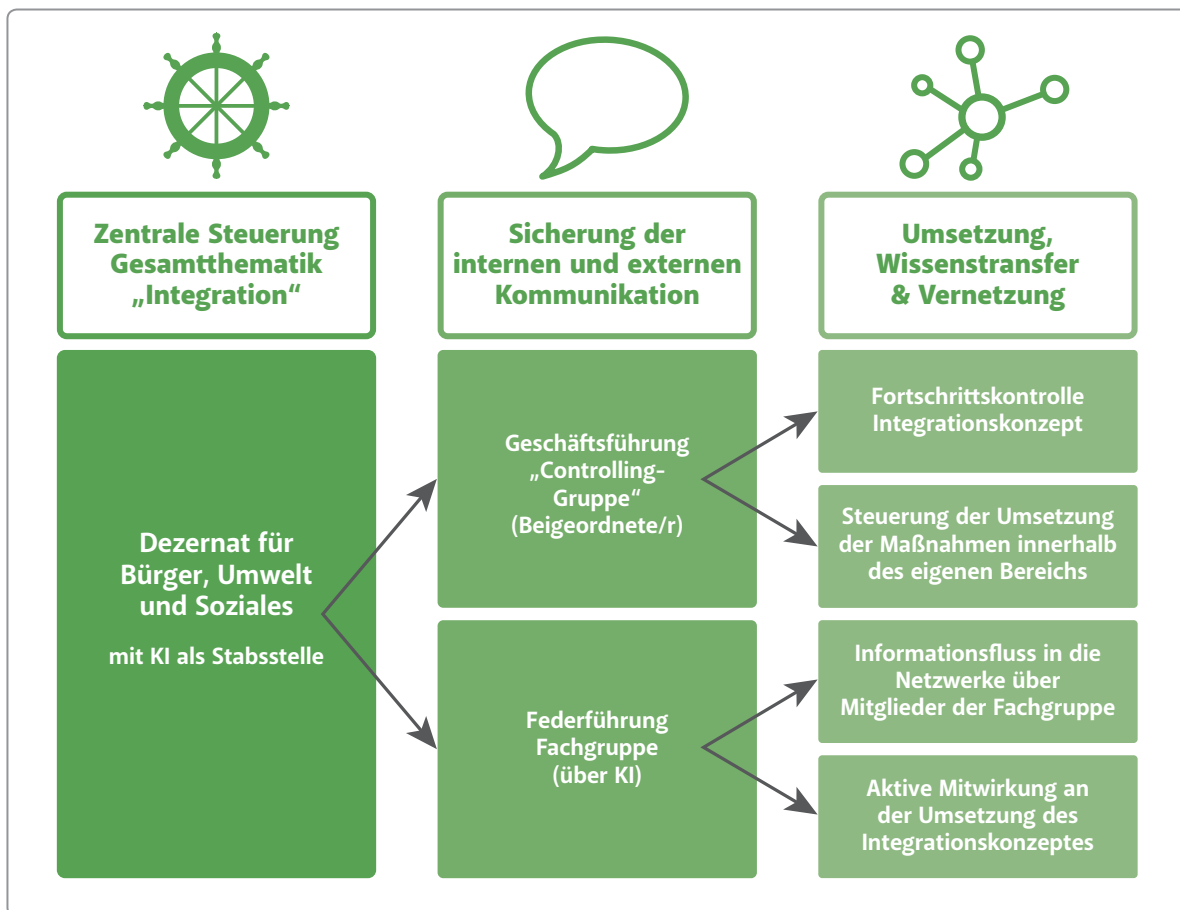 Zentrale Steuerung
Gesamtthematik
„Integration“
Sicherung der
internen und externen
Kommunikation
Umsetzung,
Wissenstransfer
& Vernetzung
Dezernat für
Bürger, Umwelt
und Soziales
mit KI als Stabsstelle
Geschäftsführung
„Controlling-
Gruppe“
(Beigeordnete/r)
Federführung
Fachgruppe
(über KI)
Fortschrittskontrolle
Integrationskonzept
Steuerung der Umsetzung
der Maßnahmen innerhalb
des eigenen Bereichs
Informationsfluss in die
Netzwerke über
Mitglieder der Fachgruppe
Aktive Mitwirkung an
der Umsetzung des
Integrationskonzeptes